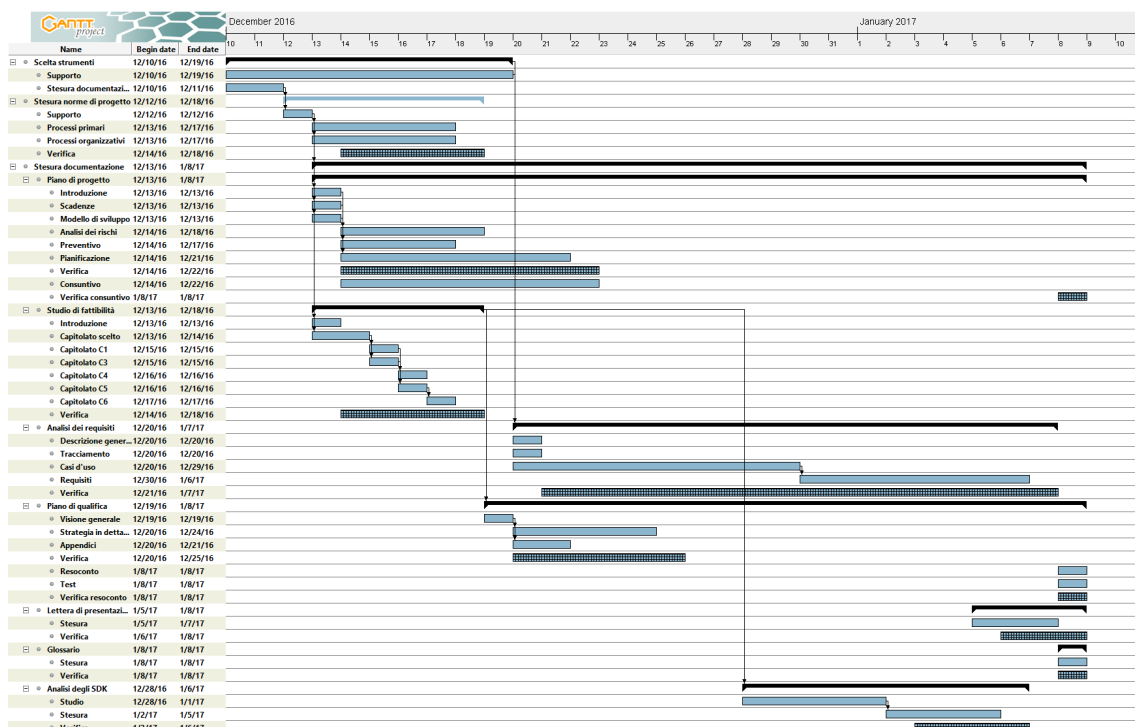 GANTT
project
December 2016
January 2017
Name Begin date End date
10 11 12 13 14 15 16 17 18 19 20 21 22 23 24 25 26 27 28 29 30 31 1 2 3 4 5 6 7 8 9 10
Scelta strumenti 12/10/16 12/19/16
Supporto 12/10/16 12/19/16
Stesura documentazi... 12/10/16 12/11/16
Stesura norme di progetto 12/12/16 12/18/16
Supporto 12/12/16 12/12/16
Processi primari 12/13/16 12/17/16
Processi organizzativi 12/13/16 12/17/16
Verifica 12/14/16 12/18/16
Stesura documentazione 12/13/16 1/8/17
Piano di progetto 12/13/16 1/8/17
Introduzione 12/13/16 12/13/16
Scadenze 12/13/16 12/13/16
Modello di sviluppo 12/13/16 12/13/16
Analisi dei rischi 12/14/16 12/18/16
Preventivo 12/14/16 12/17/16
Pianificazione 12/14/16 12/21/16
Verifica 12/14/16 12/22/16
Consuntivo 12/14/16 12/22/16
Verifica consuntivo 1/8/17 1/8/17
Studio di fattibilità 12/13/16 12/18/16
Introduzione 12/13/16 12/13/16
Capitolato scelto 12/13/16 12/14/16
Capitolato C1 12/15/16 12/15/16
Capitolato C3 12/15/16 12/15/16
Capitolato C4 12/16/16 12/16/16
Capitolato C5 12/16/16 12/16/16
Capitolato C6 12/17/16 12/17/16
Verifica 12/14/16 12/18/16
Analisi dei requisiti 12/20/16 1/7/17
Descrizione gener... 12/20/16 12/20/16
Tracciamento 12/20/16 12/20/16
Casi d'uso 12/20/16 12/29/16
Requisiti 12/30/16 1/6/17
Verifica 12/21/16 1/7/17
Piano di qualifica 12/19/16 1/8/17
Visione generale 12/19/16 12/19/16
Strategia in detta... 12/20/16 12/24/16
Appendici 12/20/16 12/21/16
Verifica 12/20/16 12/25/16
Resoconto 1/8/17 1/8/17
Test 1/8/17 1/8/17
Verifica resoconto 1/8/17 1/8/17
Lettera di presentazi... 1/5/17 1/8/17
Stesura 1/5/17 1/7/17
Verifica 1/6/17 1/8/17
Glossario 1/8/17 1/8/17
Stesura 1/8/17 1/8/17
Verifica 1/8/17 1/8/17
Analisi degli SDK 12/28/16 1/6/17
Studio 12/28/16 1/1/17
Stesura 1/2/17 1/5/17